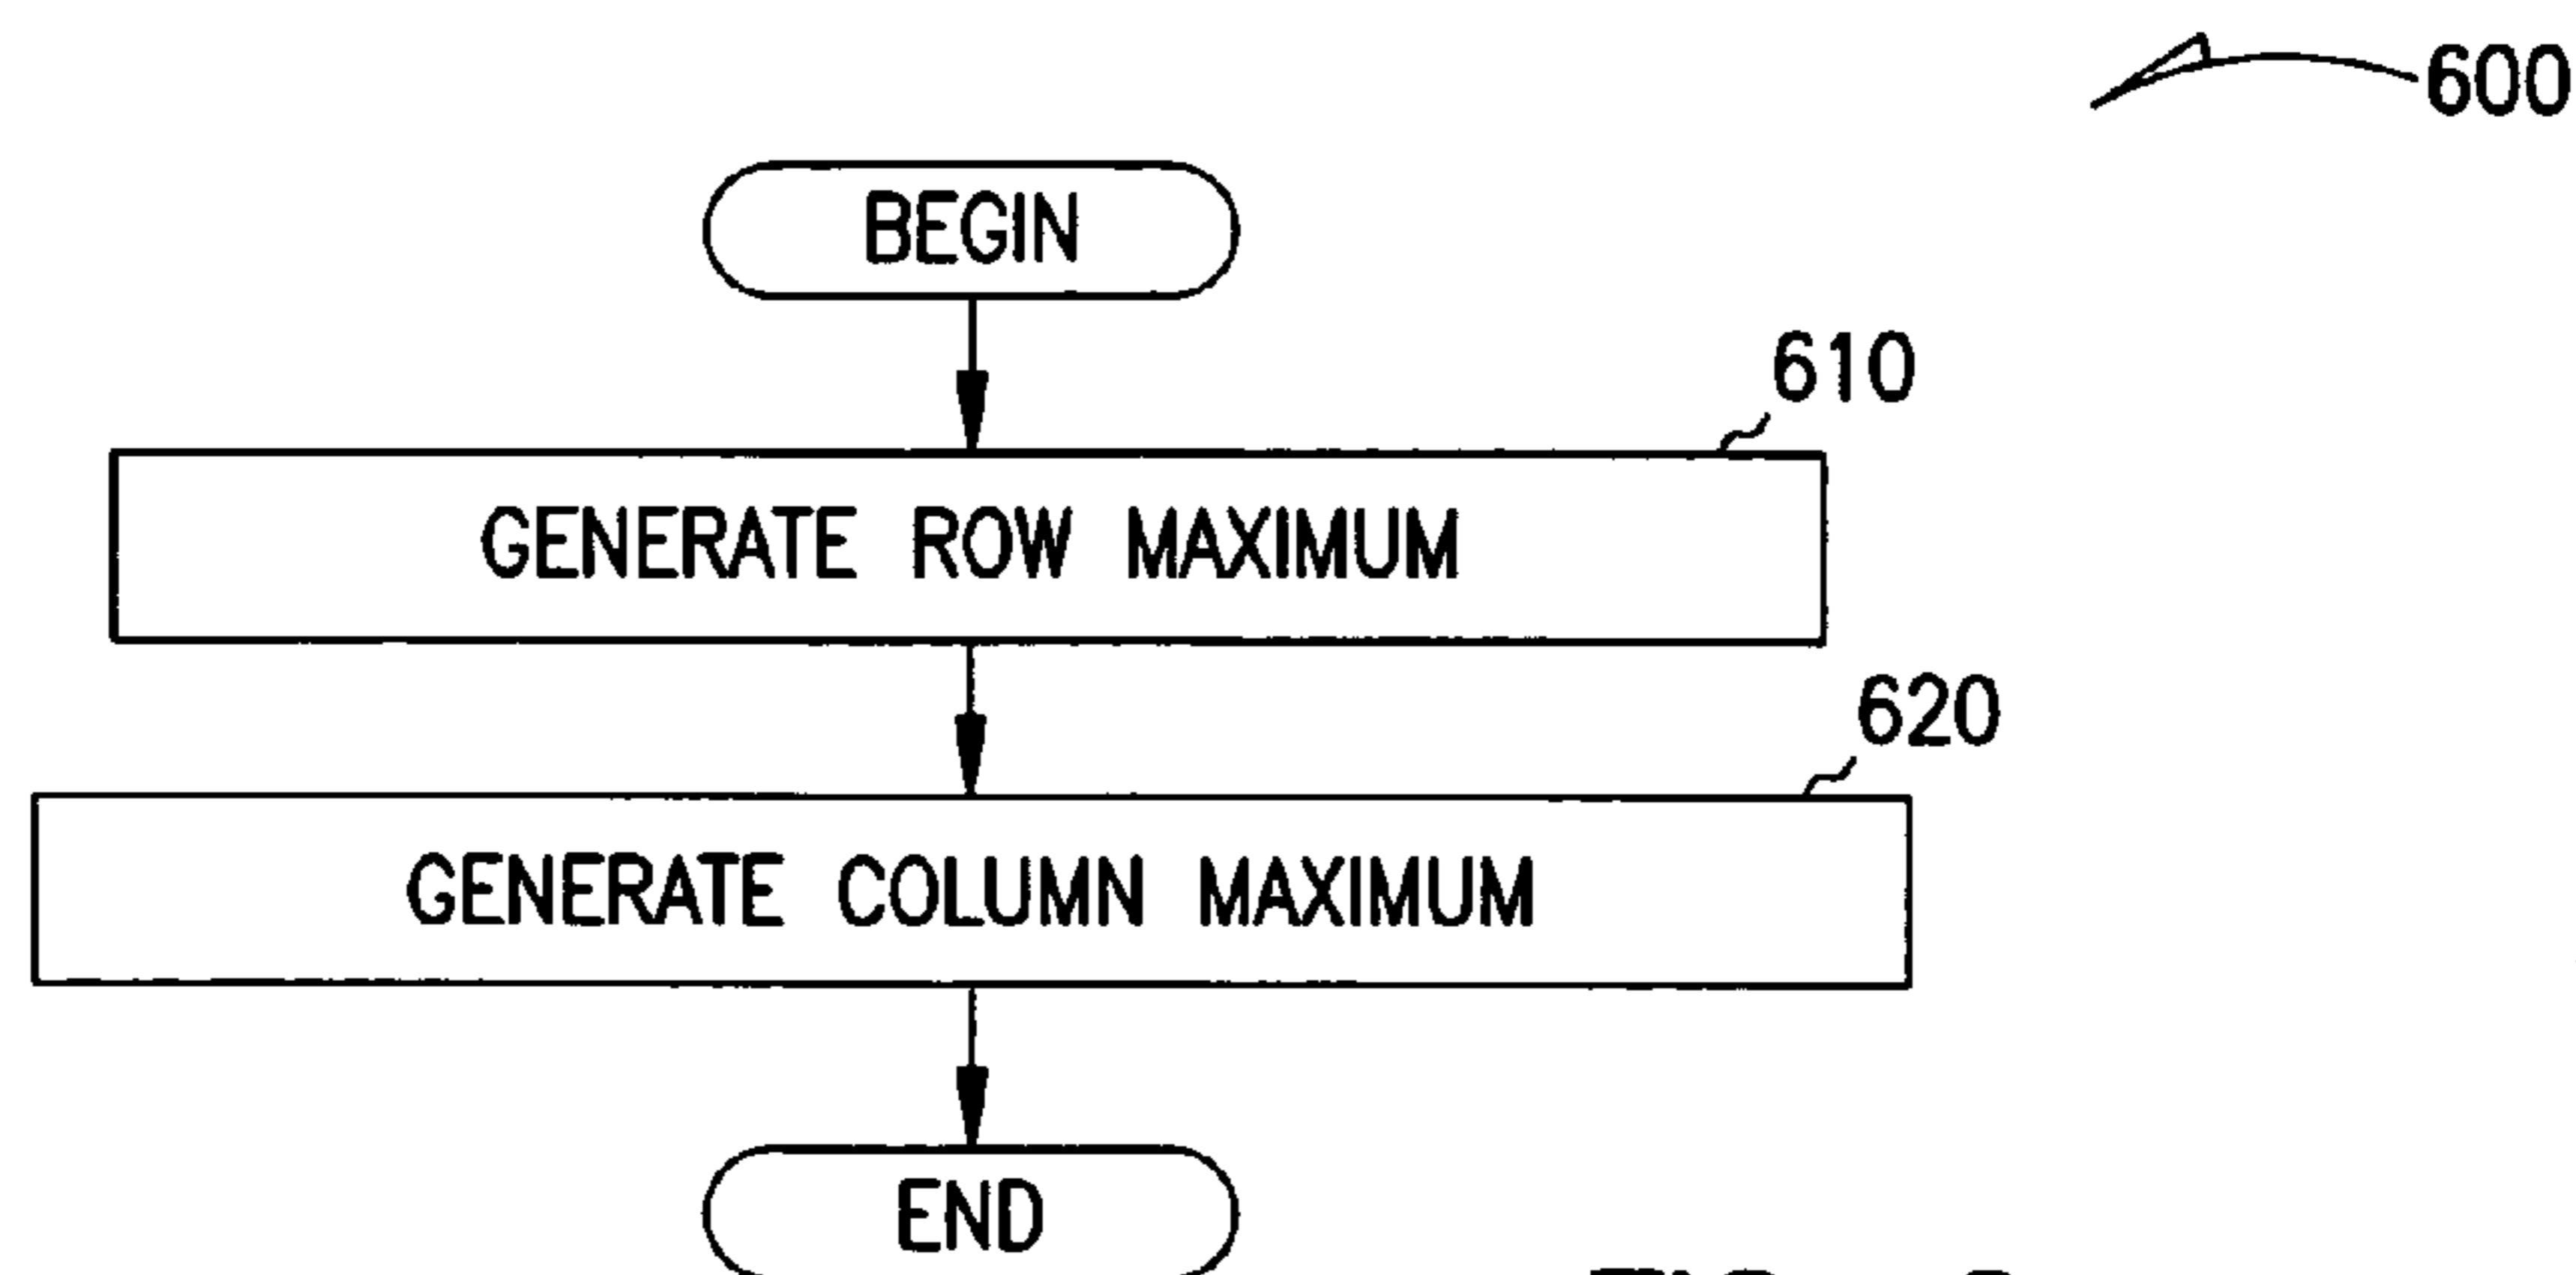 600
BEGIN
610
GENERATE ROW MAXIMUM
620
GENERATE COLUMN MAXIMUM
END